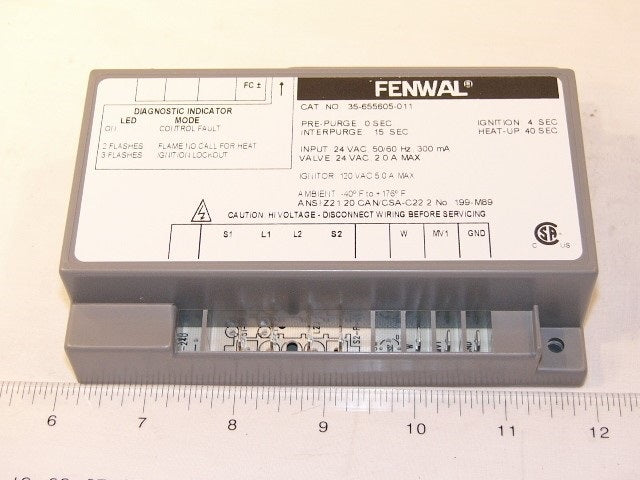 FC ±
FENWAL®
CAT NO 35-655605-011
DIAGNOSTIC INDICATOR
LED MODE
ON CONTROL FAULT
2 FLASHES FLAME NO CALL FOR HEAT
3 FLASHES IGNITION LOCKOUT
PRE-PURGE 0 SEC IGNITION 4 SEC
INTERPURGE 15 SEC HEAT-UP 40 SEC
INPUT 24 VAC 50/60 Hz 300 mA
VALVE 24 VAC 2.0 A MAX
IGNITOR 120 VAC 5.0 A MAX
AMBIENT -40° F to +176° F
ANSI Z21 20 CAN/CSA-C22 2 No 199-M89
CAUTION HI VOLTAGE - DISCONNECT WIRING BEFORE SERVICING
S1 L1 L2 S2 W MV1 GND
C US
L2 W
6 7 8 9 10 11 12